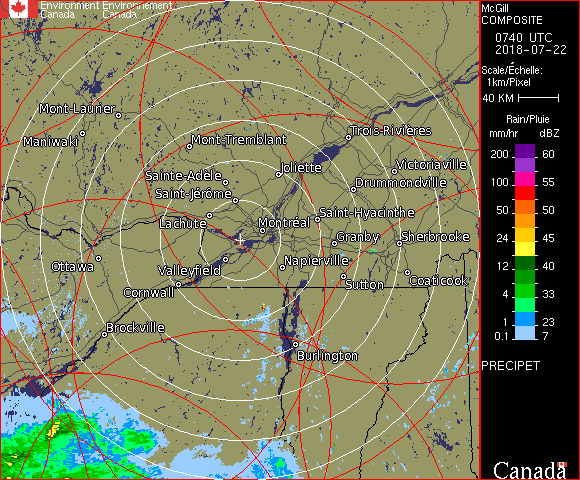 Environment Environnement
Canada Canada
McGill
COMPOSITE
0740 UTC
2018-07-22
Scale/Échelle:
1km/Pixel
40 KM
Rain/Pluie
mm/hr dBZ
200 60
100 55
50 50
24 45
12 40
4 33
1 23
0.1 7
PRECIPET
Canada
Mont-Laurier
Maniwaki
Mont-Tremblant
Trois-Rivières
Victoriaville
Joliette
Sainte-Adèle
Drummondville
Saint-Jérôme
Saint-Hyacinthe
Lachute
Montréal
Granby
Sherbrooke
Ottawa
Valleyfield
Napierville
Cornwall
Sutton
Coaticook
Brockville
Burlington